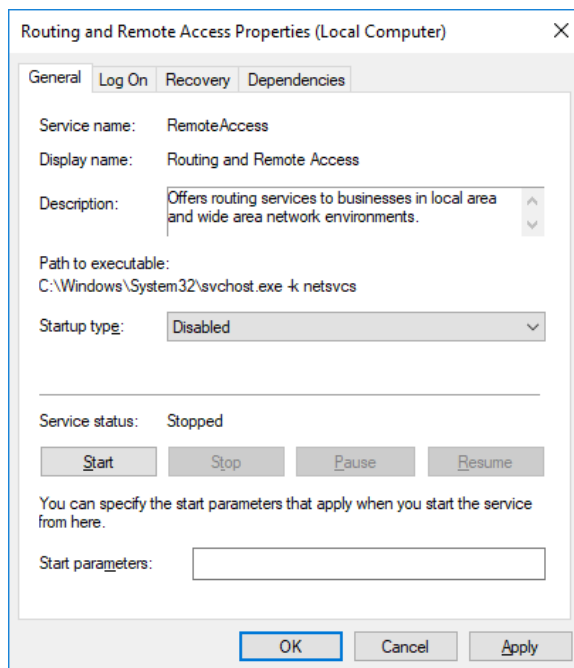 Routing and Remote Access Properties (Local Computer)
General Log On Recovery Dependencies
Service name: RemoteAccess
Display name: Routing and Remote Access
Description: Offers routing services to businesses in local area
and wide area network environments.
Path to executable:
C:\Windows\System32\svchost.exe -k netsvcs
Startup type: Disabled
Service status: Stopped
Start Stop Pause Resume
You can specify the start parameters that apply when you start the service
from here.
Start parameters:
OK Cancel Apply